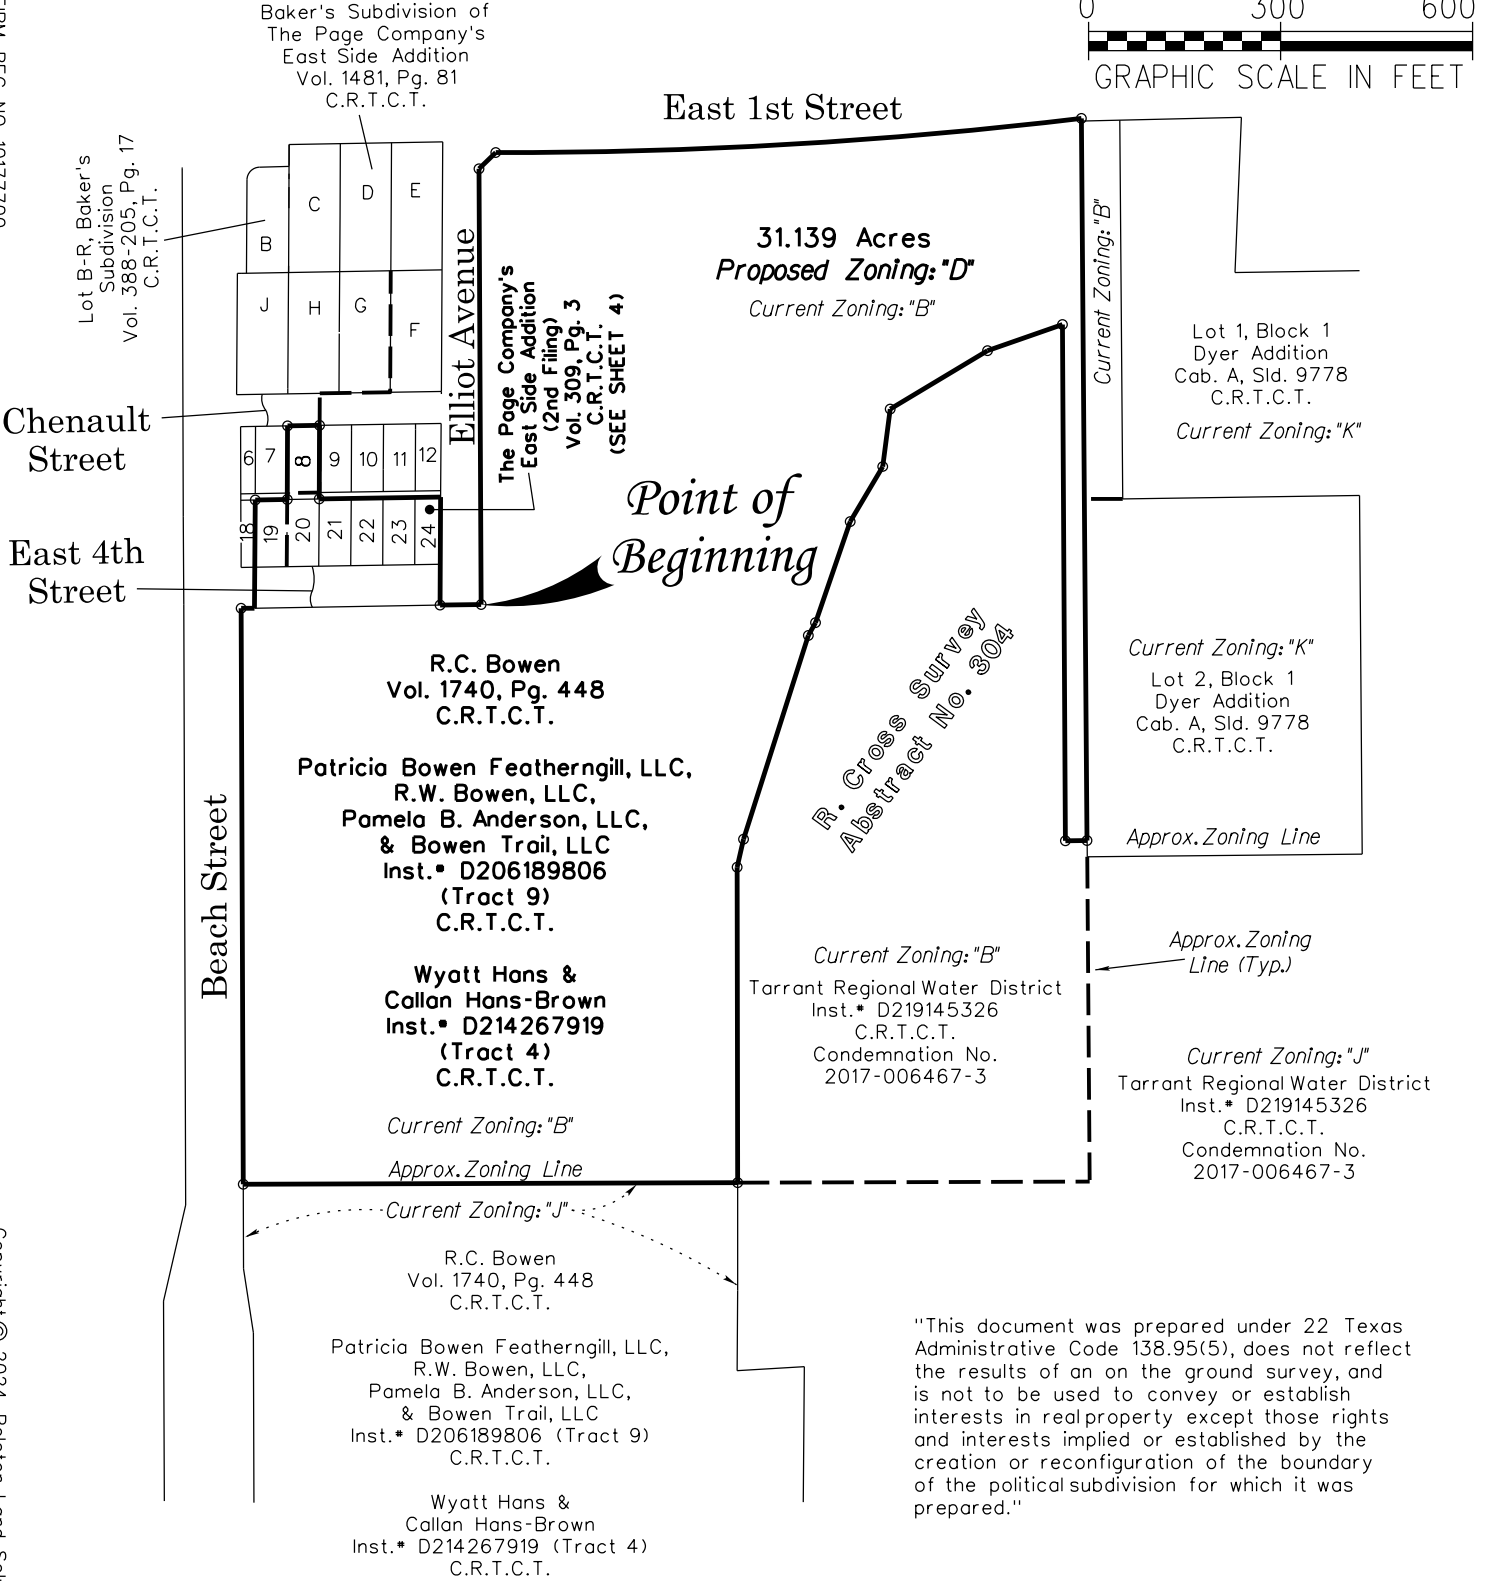 Baker's Subdivision of
The Page Company's
East Side Addition
Vol. 1481, Pg. 81
C.R.T.C.T.
0 300 600
GRAPHIC SCALE IN FEET
East 1st Street
Lot B-R, Baker's
Subdivision
Vol. 388-205, Pg. 17
C.R.T.C.T.
B
C
D
E
J
H
G
F
Elliot Avenue
The Page Company's
East Side Addition
(2nd Filing)
Vol. 309, Pg. 3
C.R.T.C.T.
(SEE SHEET 4)
31.139 Acres
Proposed Zoning: "D"
Current Zoning: "B"
Current Zoning: "B"
Lot 1, Block 1
Dyer Addition
Cab. A, Sld. 9778
C.R.T.C.T.
Current Zoning: "K"
Chenault
Street
6 7 8 9 10 11 12
18 19 20 21 22 23 24
East 4th
Street
Point of
Beginning
R. Cross Survey
Abstract No. 304
Current Zoning: "K"
Lot 2, Block 1
Dyer Addition
Cab. A, Sld. 9778
C.R.T.C.T.
Approx. Zoning Line
Beach Street
R.C. Bowen
Vol. 1740, Pg. 448
C.R.T.C.T.
Patricia Bowen Featherngill, LLC,
R.W. Bowen, LLC,
Pamela B. Anderson, LLC,
& Bowen Trail, LLC
Inst.# D206189806
(Tract 9)
C.R.T.C.T.
Wyatt Hans &
Callan Hans-Brown
Inst.# D214267919
(Tract 4)
C.R.T.C.T.
Current Zoning: "B"
Approx. Zoning Line
Current Zoning: "J"
Current Zoning: "B"
Tarrant Regional Water District
Inst.# D219145326
C.R.T.C.T.
Condemnation No.
2017-006467-3
Approx. Zoning
Line (Typ.)
Current Zoning: "J"
Tarrant Regional Water District
Inst.# D219145326
C.R.T.C.T.
Condemnation No.
2017-006467-3
R.C. Bowen
Vol. 1740, Pg. 448
C.R.T.C.T.
Patricia Bowen Featherngill, LLC,
R.W. Bowen, LLC,
Pamela B. Anderson, LLC,
& Bowen Trail, LLC
Inst.# D206189806 (Tract 9)
C.R.T.C.T.
Wyatt Hans &
Callan Hans-Brown
Inst.# D214267919 (Tract 4)
C.R.T.C.T.
"This document was prepared under 22 Texas
Administrative Code 138.95(5), does not reflect
the results of an on the ground survey, and
is not to be used to convey or establish
interests in real property except those rights
and interests implied or established by the
creation or reconfiguration of the boundary
of the political subdivision for which it was
prepared."